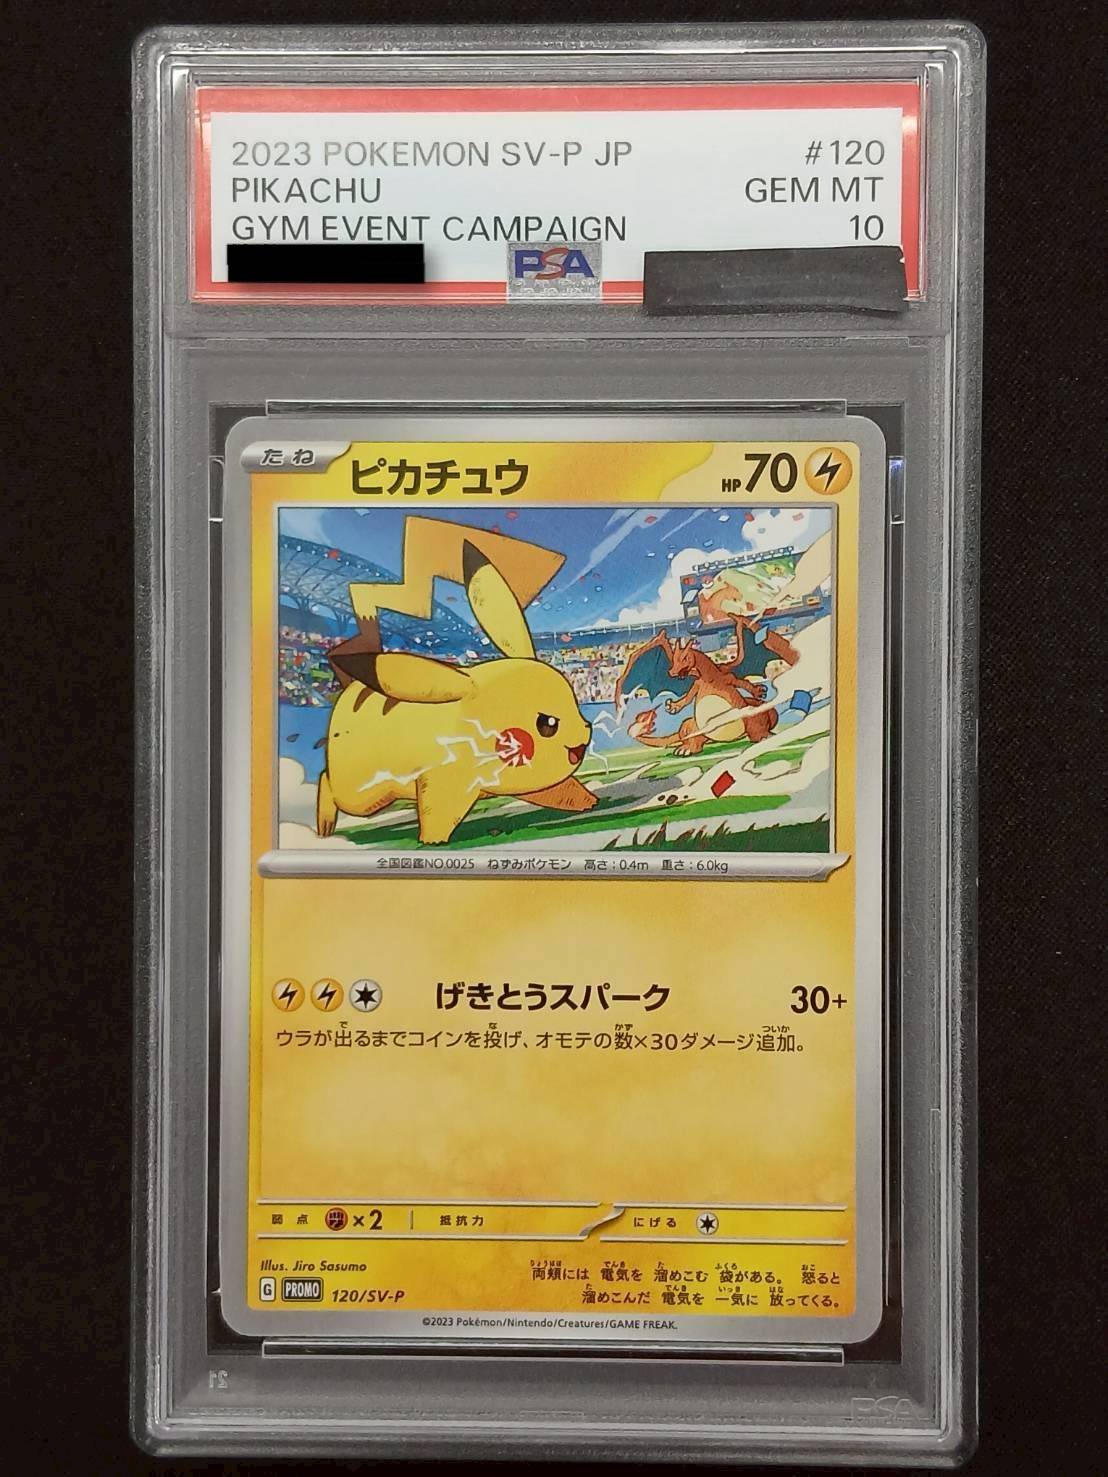 2023 POKEMON SV-P JP #120
PIKACHU GEM MT
GYM EVENT CAMPAIGN 10
PSA
たね ピカチュウ HP70
全国図鑑NO.0025 ねずみポケモン 高さ:0.4m 重さ:6.0kg
げきとうスパーク 30+
ウラが出るまでコインを投げ、オモテの数×30ダメージ追加。
弱点 ×2 抵抗力 にげる
Illus. Jiro Sasumo
両頬には 電気を 溜めこむ 袋がある。 怒ると
溜めこんだ 電気を 一気に 放ってくる。
G PROMO 120/SV-P
©2023 Pokémon/Nintendo/Creatures/GAME FREAK.
21
PSA